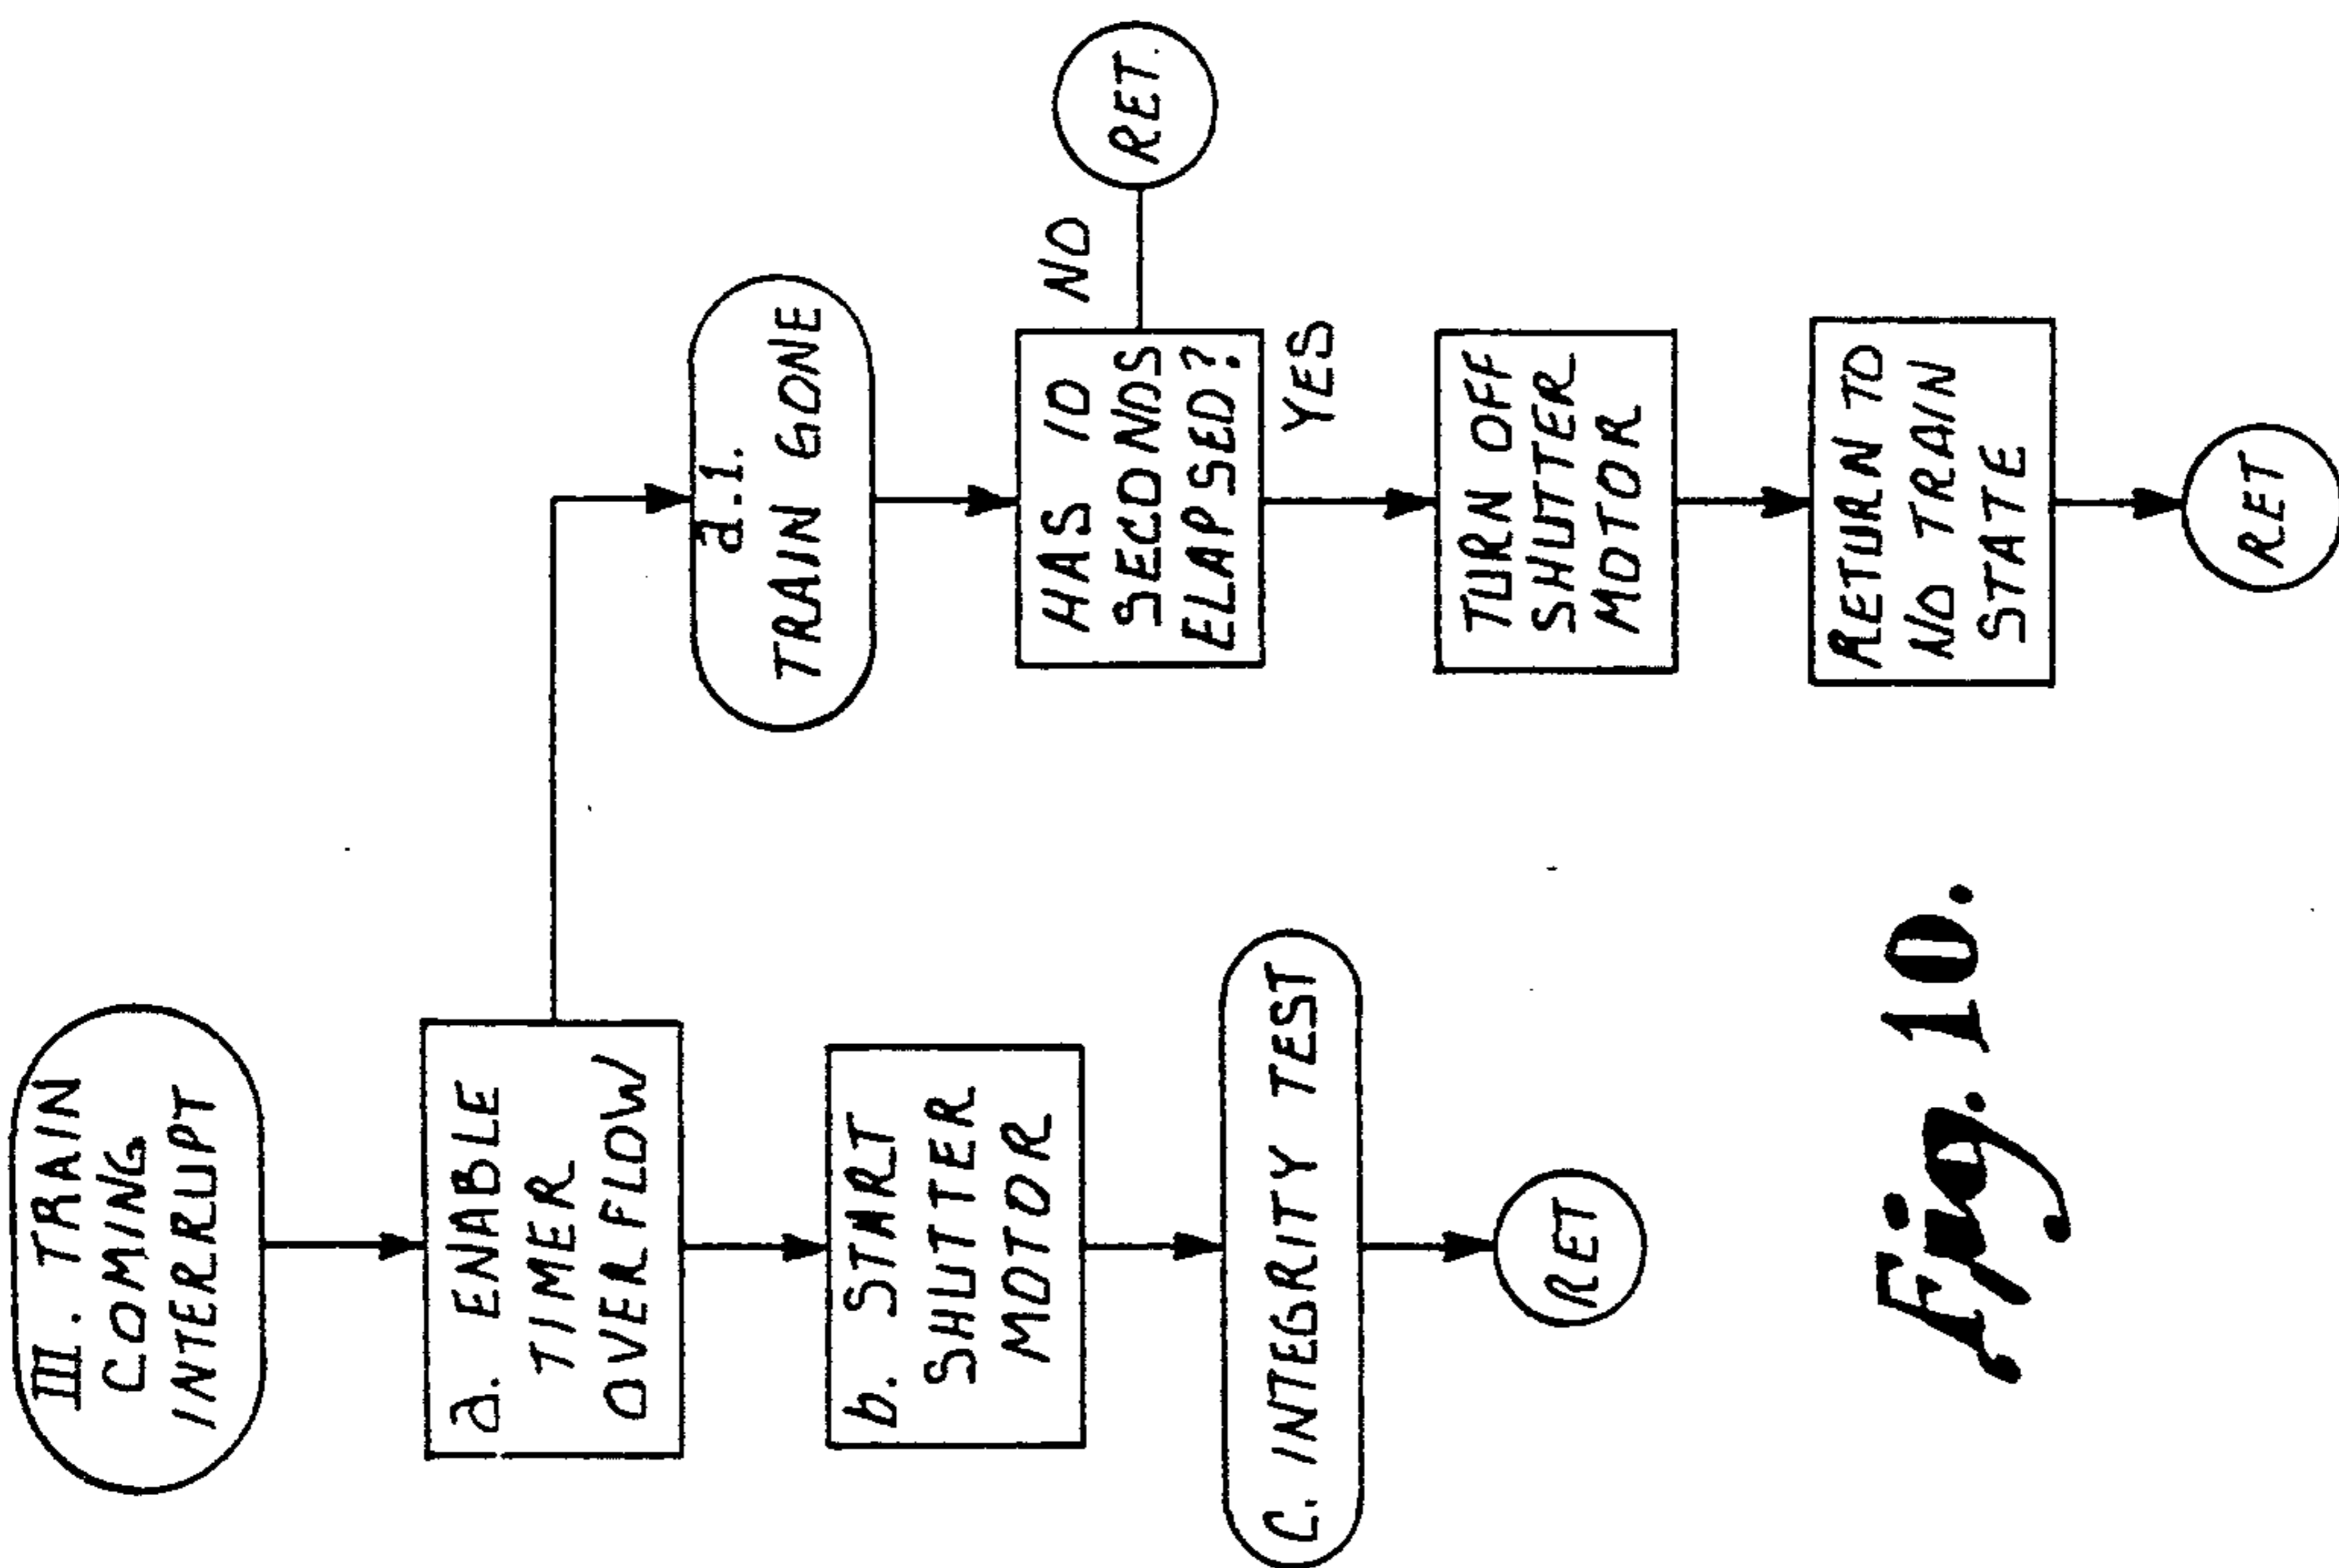 III. TRAIN
COMING
INTERRUPT
a. ENABLE
TIMER
OVERFLOW
b. START
SHUTTER
MOTOR
C. INTEGRITY TEST
RET
a.1.
TRAIN GONE
HAS 10
SECONDS
ELAPSED?
NO
RET.
YES
TURN OFF
SHUTTER
MOTOR
RETURN TO
NO TRAIN
STATE
RET
Fig. 10.